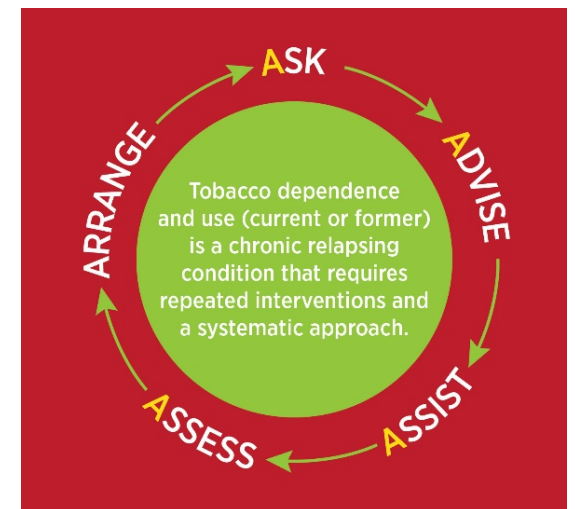 ASK
ADVISE
ASSIST
ASSESS
ARRANGE
Tobacco dependence
and use (current or former)
is a chronic relapsing
condition that requires
repeated interventions and
a systematic approach.